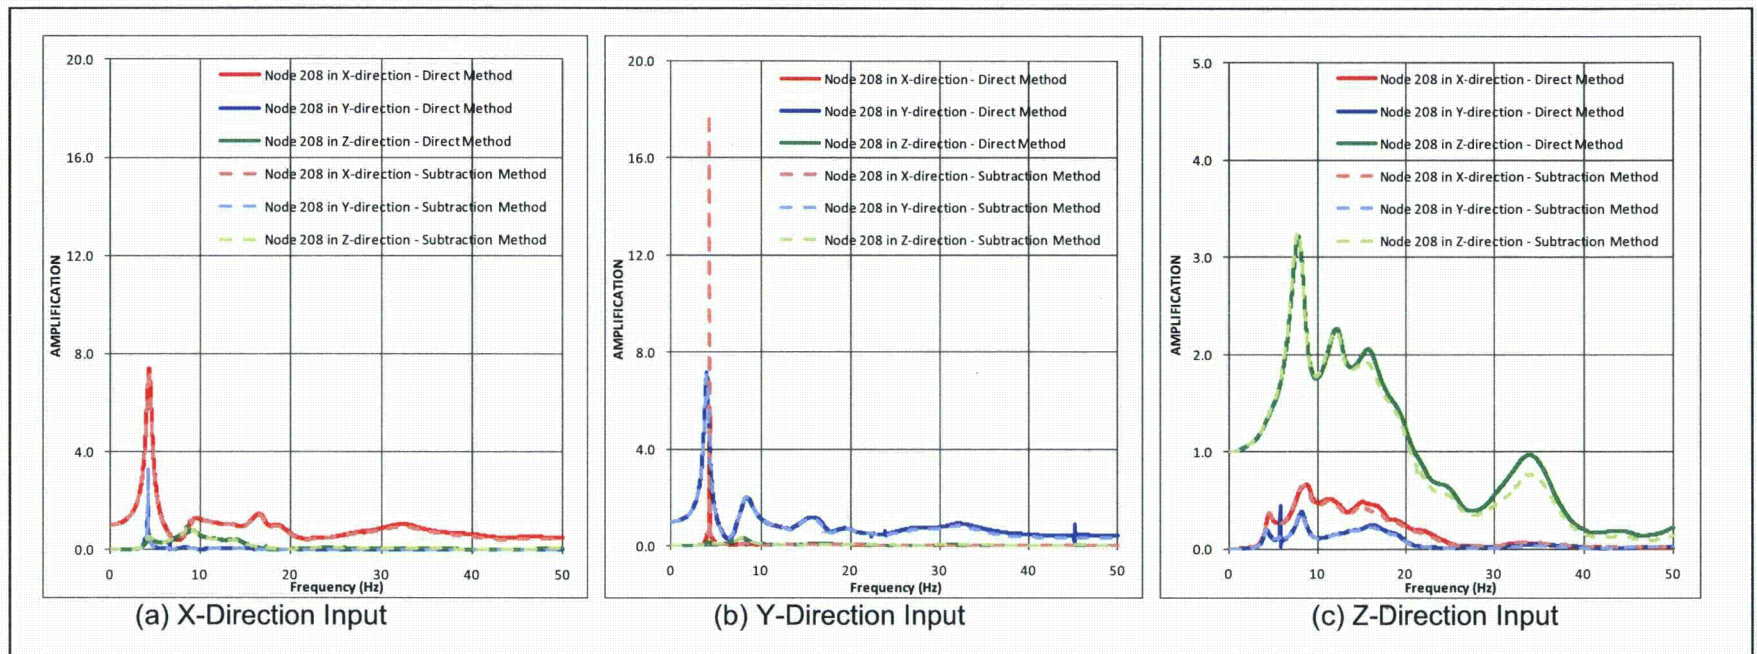 20.0
16.0
12.0
8.0
4.0
0.0
AMPLIFICATION
Node 208 in X-direction - Direct Method
Node 208 in Y-direction - Direct Method
Node 208 in Z-direction - Direct Method
Node 208 in X-direction - Subtraction Method
Node 208 in Y-direction - Subtraction Method
Node 208 in Z-direction - Subtraction Method
0 10 20 30 40 50
Frequency (Hz)
(a) X-Direction Input
20.0
16.0
12.0
8.0
4.0
0.0
AMPLIFICATION
Node 208 in X-direction - Direct Method
Node 208 in Y-direction - Direct Method
Node 208 in Z-direction - Direct Method
Node 208 in X-direction - Subtraction Method
Node 208 in Y-direction - Subtraction Method
Node 208 in Z-direction - Subtraction Method
0 10 20 30 40 50
Frequency (Hz)
(b) Y-Direction Input
5.0
4.0
3.0
2.0
1.0
0.0
AMPLIFICATION
Node 208 in X-direction - Direct Method
Node 208 in Y-direction - Direct Method
Node 208 in Z-direction - Direct Method
Node 208 in X-direction - Subtraction Method
Node 208 in Y-direction - Subtraction Method
Node 208 in Z-direction - Subtraction Method
0 10 20 30 40 50
Frequency (Hz)
(c) Z-Direction Input